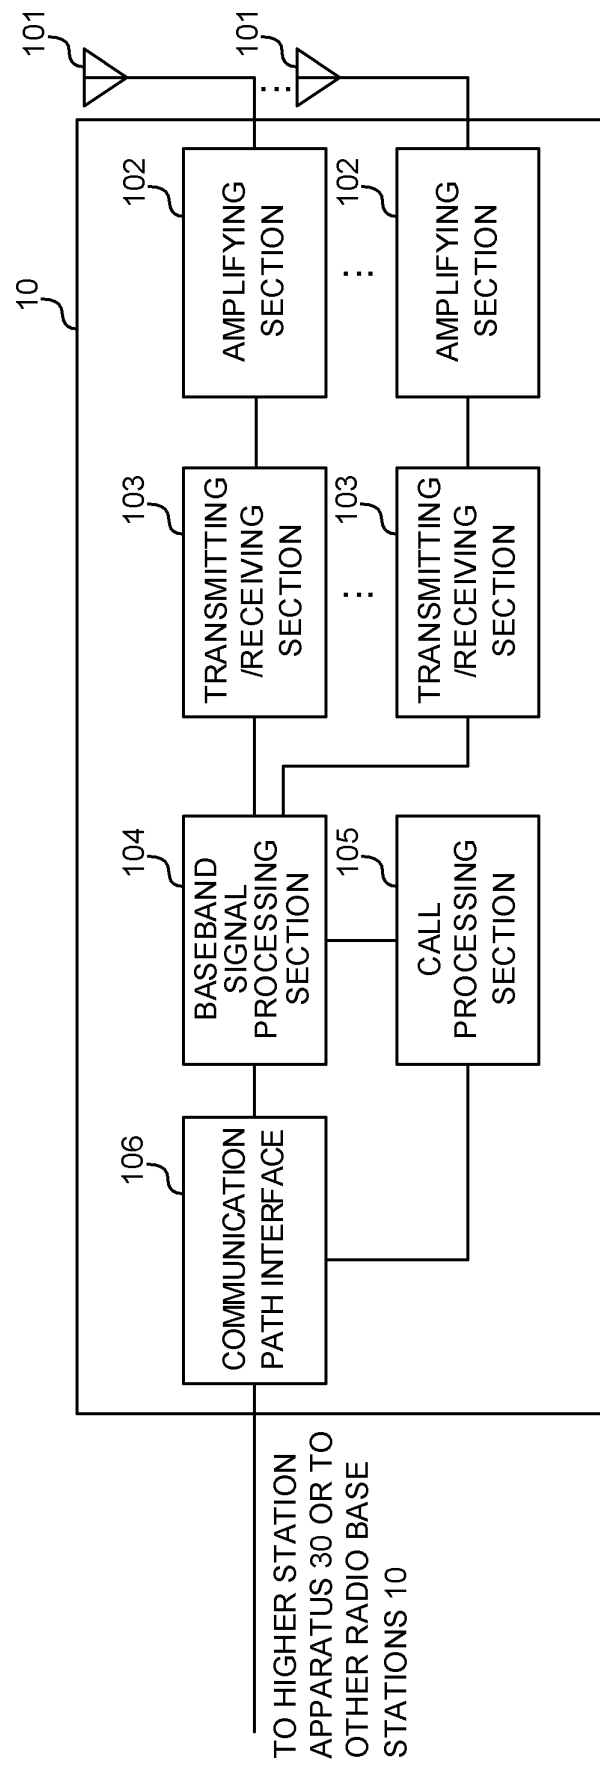 10
101
101
102
AMPLIFYING
SECTION
102
AMPLIFYING
SECTION
...
103
TRANSMITTING
/RECEIVING
SECTION
103
TRANSMITTING
/RECEIVING
SECTION
...
104
BASEBAND
SIGNAL
PROCESSING
SECTION
105
CALL
PROCESSING
SECTION
106
COMMUNICATION
PATH INTERFACE
TO HIGHER STATION
APPARATUS 30 OR TO
OTHER RADIO BASE
STATIONS 10